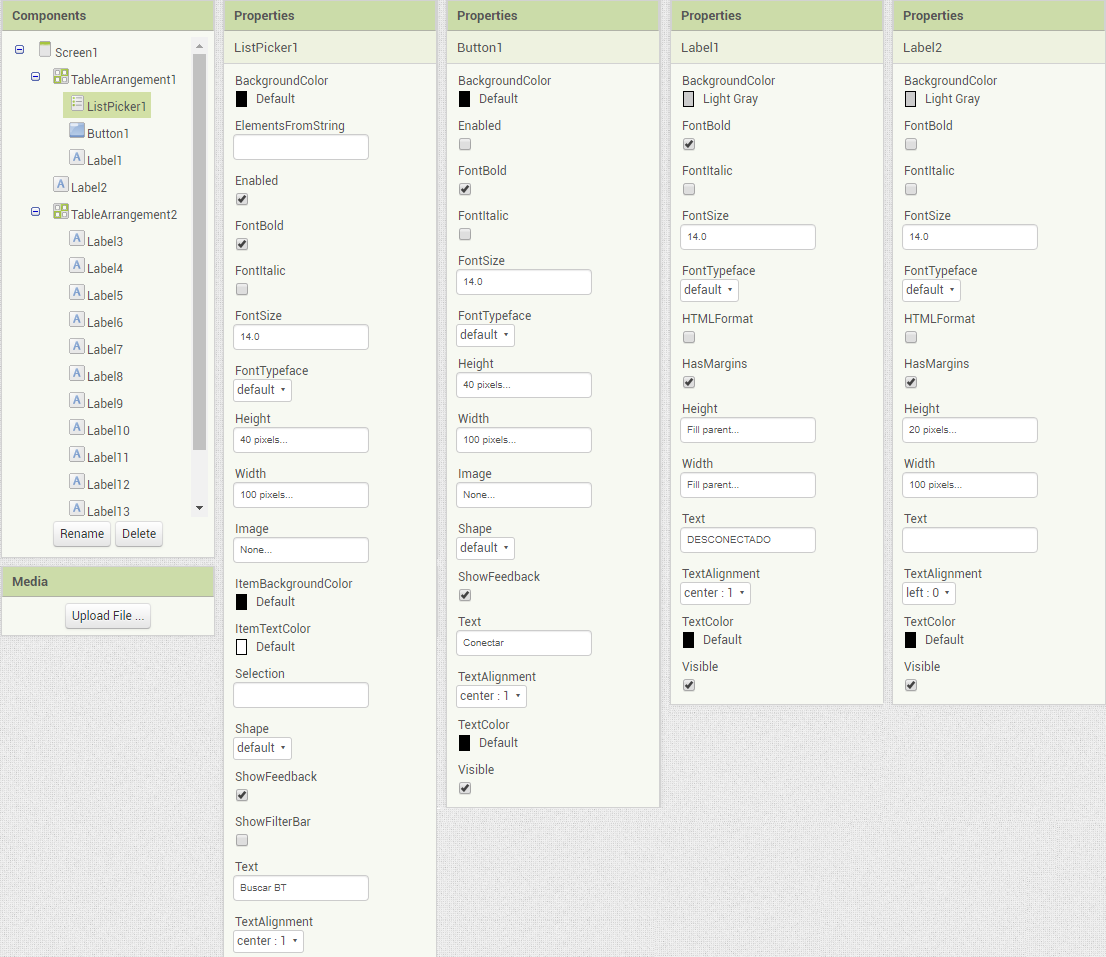 Components
Screen1
TableArrangement1
ListPicker1
Button1
A Label1
A Label2
TableArrangement2
A Label3
A Label4
A Label5
A Label6
A Label7
A Label8
A Label9
A Label10
A Label11
A Label12
A Label13
Rename Delete
Media
Upload File ...
Properties
ListPicker1
BackgroundColor
Default
ElementsFromString
Enabled
FontBold
FontItalic
FontSize
14.0
FontTypeface
default
Height
40 pixels...
Width
100 pixels...
Image
None...
ItemBackgroundColor
Default
ItemTextColor
Default
Selection
Shape
default
ShowFeedback
ShowFilterBar
Text
Buscar BT
TextAlignment
center : 1
Properties
Button1
BackgroundColor
Default
Enabled
FontBold
FontItalic
FontSize
14.0
FontTypeface
default
Height
40 pixels...
Width
100 pixels...
Image
None...
Shape
default
ShowFeedback
Text
Conectar
TextAlignment
center : 1
TextColor
Default
Visible
Properties
Label1
BackgroundColor
Light Gray
FontBold
FontItalic
FontSize
14.0
FontTypeface
default
HTMLFormat
HasMargins
Height
Fill parent...
Width
Fill parent...
Text
DESCONECTADO
TextAlignment
center : 1
TextColor
Default
Visible
Properties
Label2
BackgroundColor
Light Gray
FontBold
FontItalic
FontSize
14.0
FontTypeface
default
HTMLFormat
HasMargins
Height
20 pixels...
Width
100 pixels...
Text
TextAlignment
left : 0
TextColor
Default
Visible